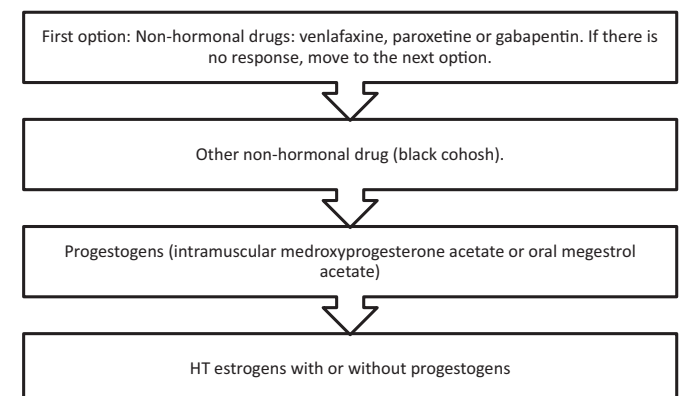 First option: Non-hormonal drugs: venlafaxine, paroxetine or gabapentin. If there is
no response, move to the next option.
Other non-hormonal drug (black cohosh).
Progestogens (intramuscular medroxyprogesterone acetate or oral megestrol
acetate)
HT estrogens with or without progestogens